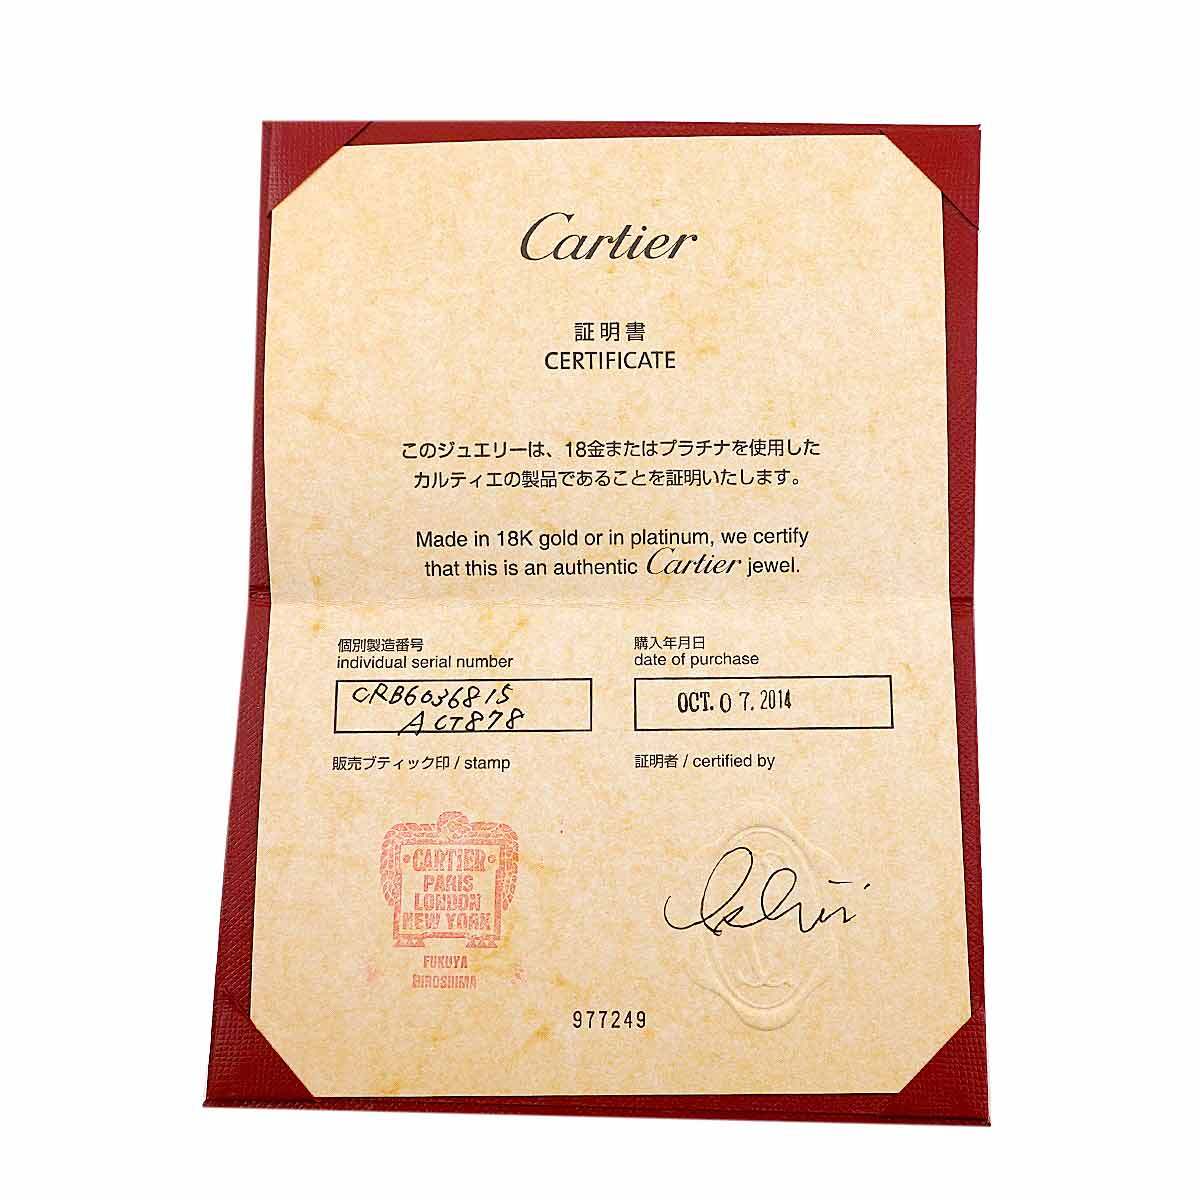 Cartier
証明書
CERTIFICATE
このジュエリーは、18金またはプラチナを使用した
カルティエの製品であることを証明いたします。
Made in 18K gold or in platinum, we certify
that this is an authentic Cartier jewel.
個別製造番号
individual serial number
CRB6036815
ACT878
購入年月日
date of purchase
OCT. 07. 2014
販売ブティック印 / stamp
証明者 / certified by
CARTIER
PARIS
LONDON
NEW YORK
FUKUYA
HIROSHIMA
977249